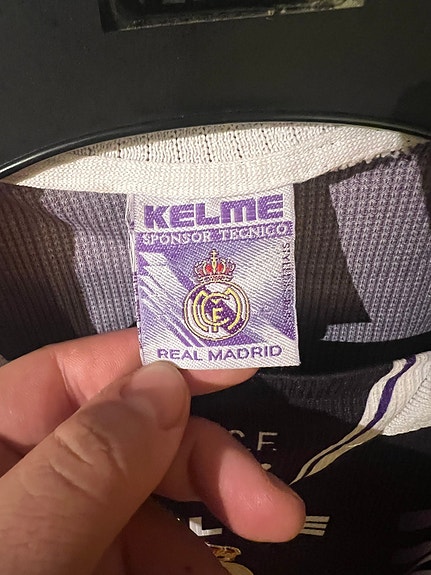 KELME
SPONSOR TECNICO
REAL MADRID
C.F.
L E